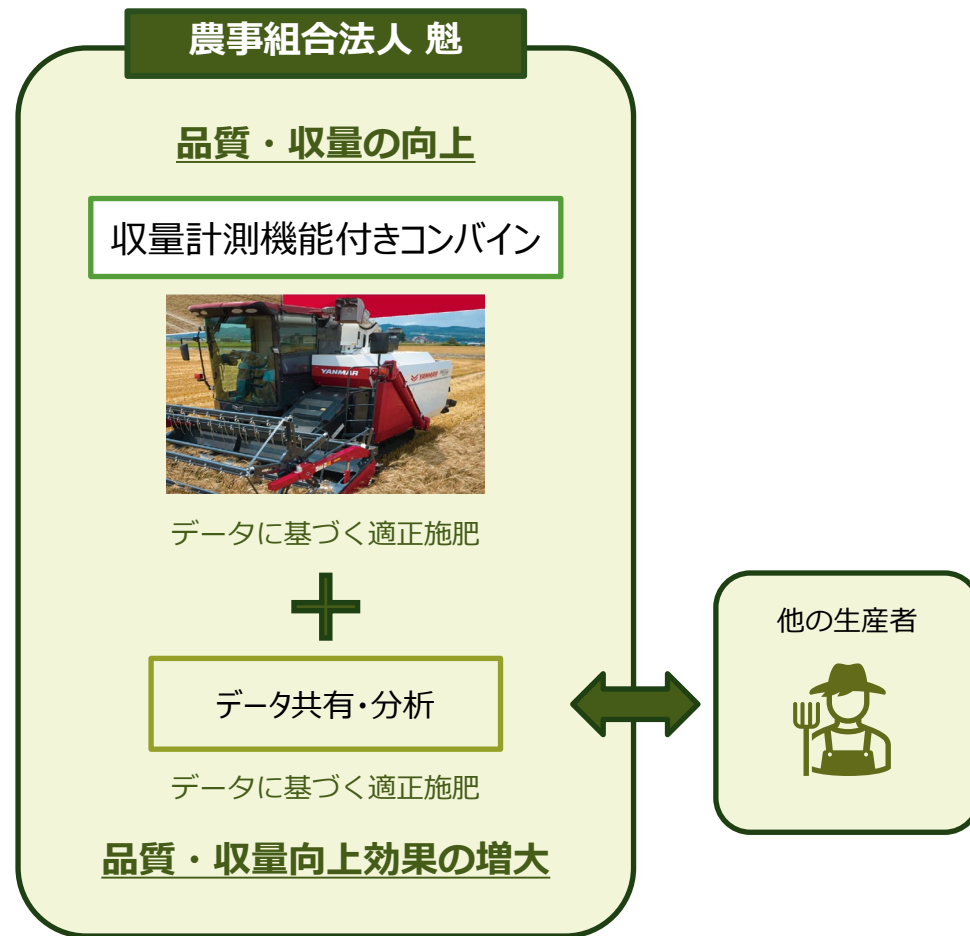 農事組合法人 魁
品質・収量の向上
収量計測機能付きコンバイン
YANMAR
YANMAR
データに基づく適正施肥
データ共有・分析
データに基づく適正施肥
品質・収量向上効果の増大
他の生産者